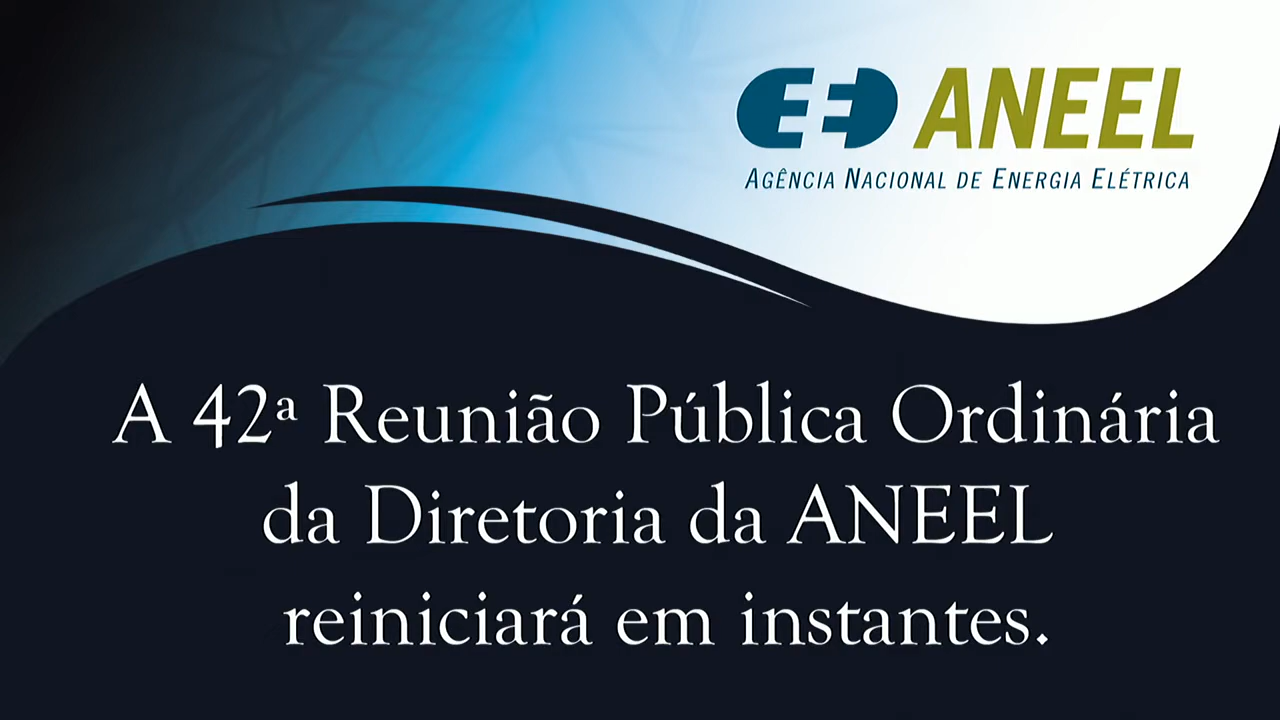 ANEEL
AGÊNCIA NACIONAL DE ENERGIA ELÉTRICA
A 42ª Reunião Pública Ordinária
da Diretoria da ANEEL
reiniciará em instantes.